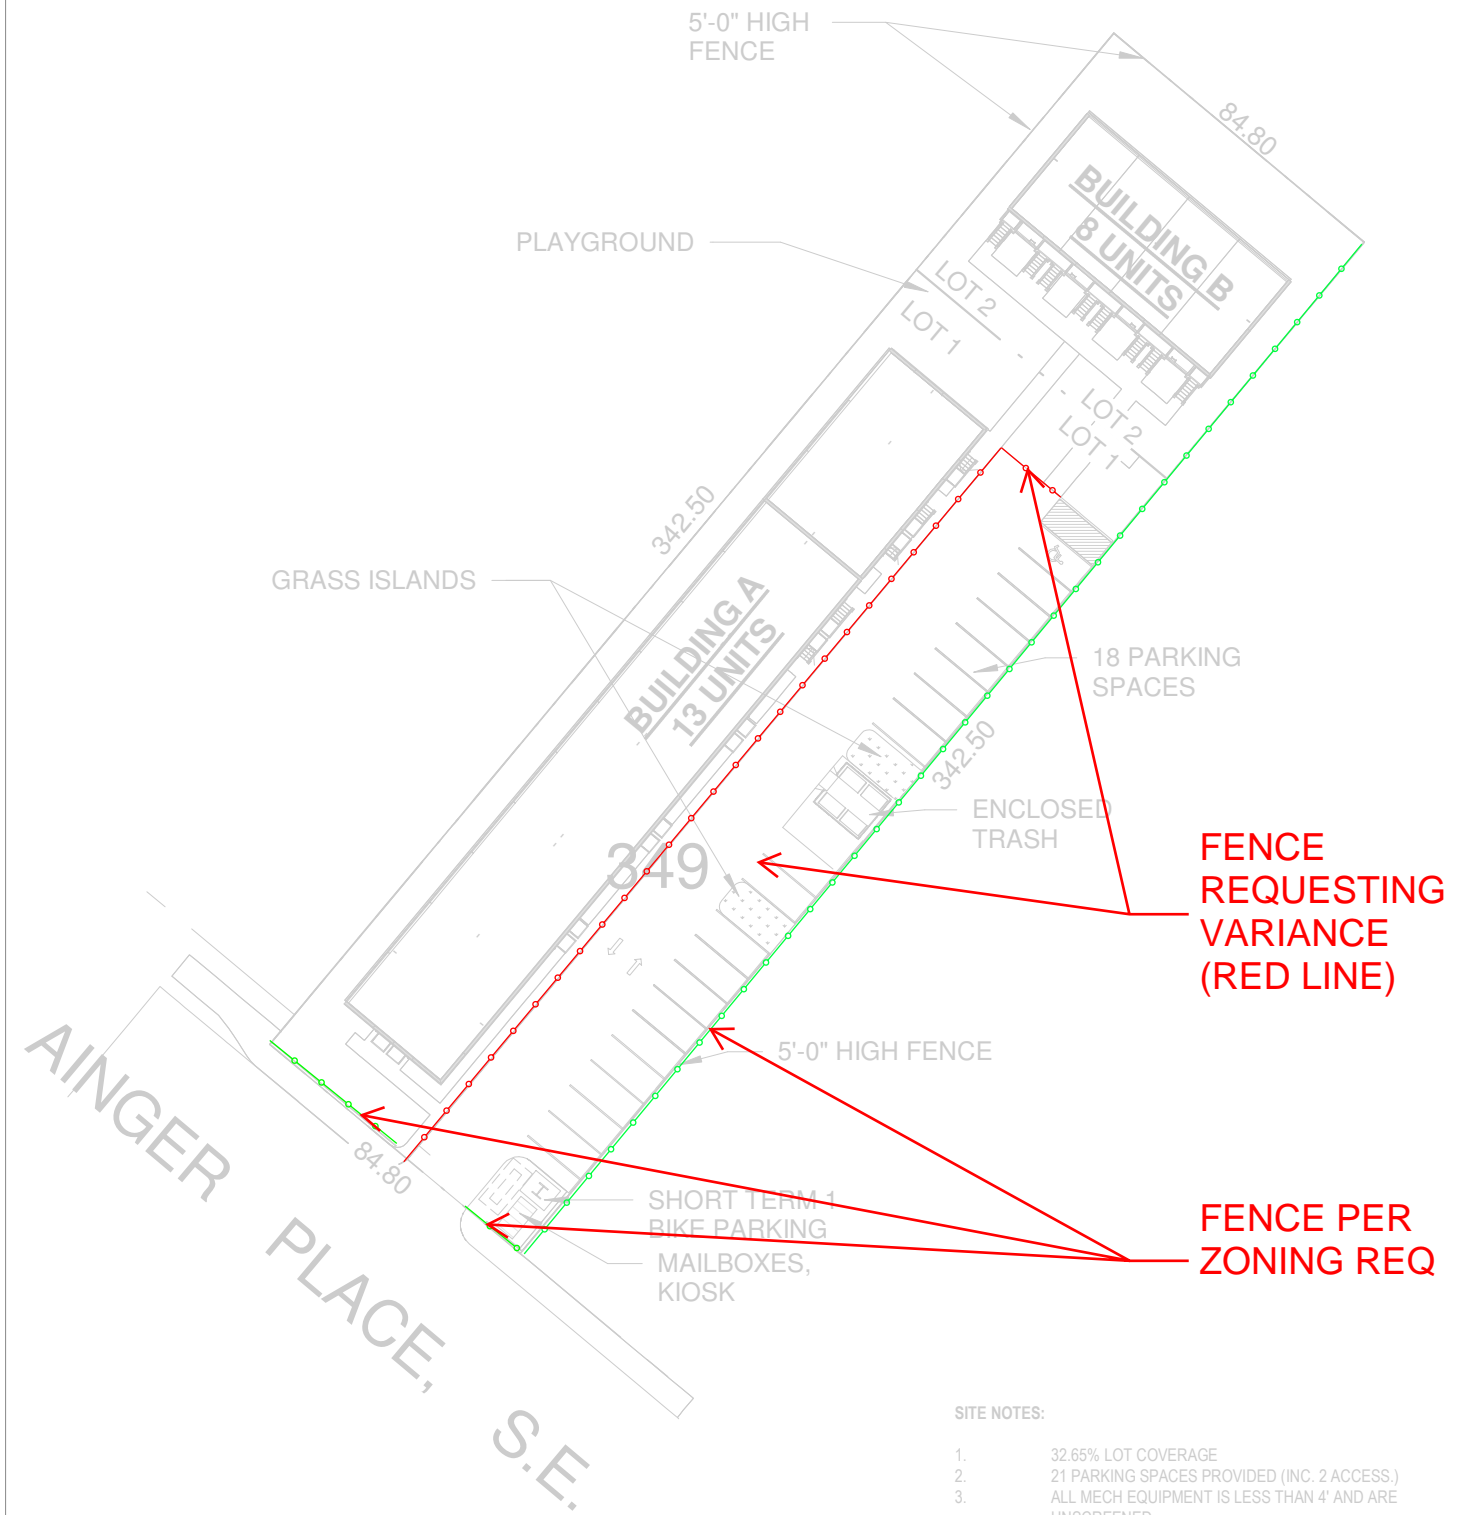 5'-0" HIGH
FENCE
84.80
BUILDING B
8 UNITS
PLAYGROUND
LOT 2
LOT 1
LOT 2
LOT 1
342.50
GRASS ISLANDS
BUILDING A
13 UNITS
18 PARKING
SPACES
342.50
ENCLOSED
TRASH
349
FENCE
REQUESTING
VARIANCE
(RED LINE)
5'-0" HIGH FENCE
AINGER PLACE, S.E.
84.80
SHORT TERM 1
BIKE PARKING
MAILBOXES,
KIOSK
FENCE PER
ZONING REQ
SITE NOTES:
1. 32.65% LOT COVERAGE
2. 21 PARKING SPACES PROVIDED (INC. 2 ACCESS.)
3. ALL MECH EQUIPMENT IS LESS THAN 4' AND ARE